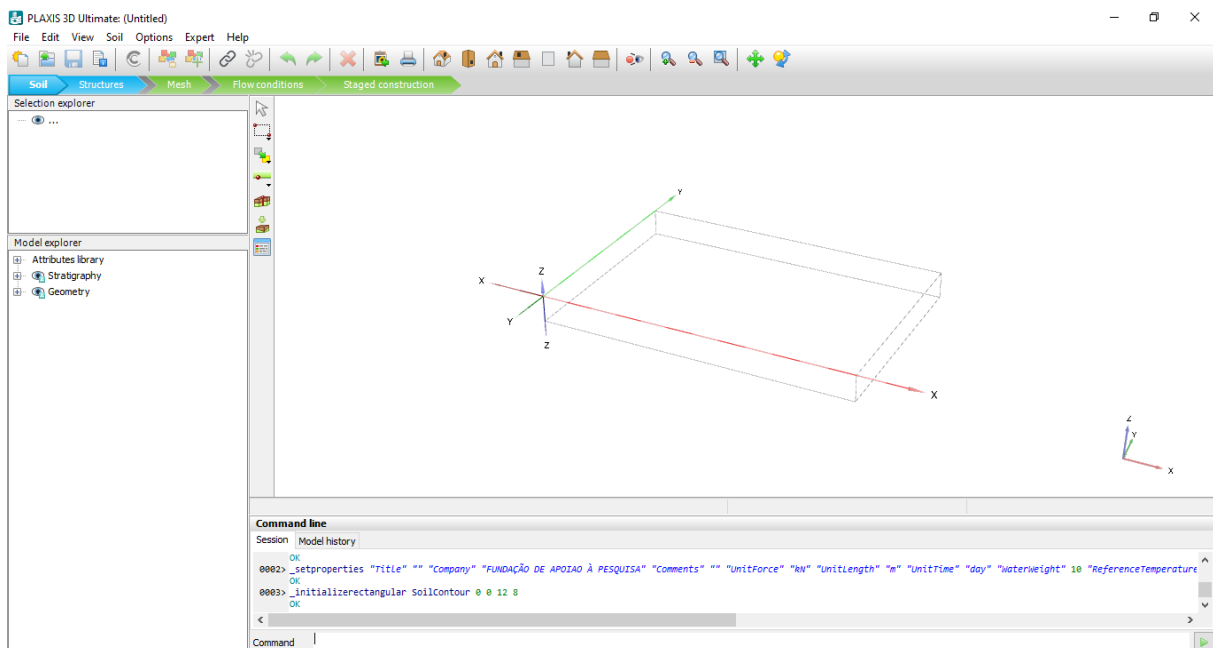 PLAXIS 3D Ultimate: (Untitled)
File Edit View Soil Options Expert Help
Soil Structures Mesh Flow conditions Staged construction
Selection explorer
...
Model explorer
Attributes library
Stratigraphy
Geometry
Y
Z
X
Y
Z
X
Z
Y
X
Command line
Session Model history
OK
0002> _setproperties "Title" "" "Company" "FUNDAÇÃO DE APOIAO À PESQUISA" "Comments" "" "UnitForce" "kN" "UnitLength" "m" "UnitTime" "day" "WaterWeight" 10 "ReferenceTemperature
OK
0003> _initializerectangular SoilContour 0 0 12 8
OK
Command